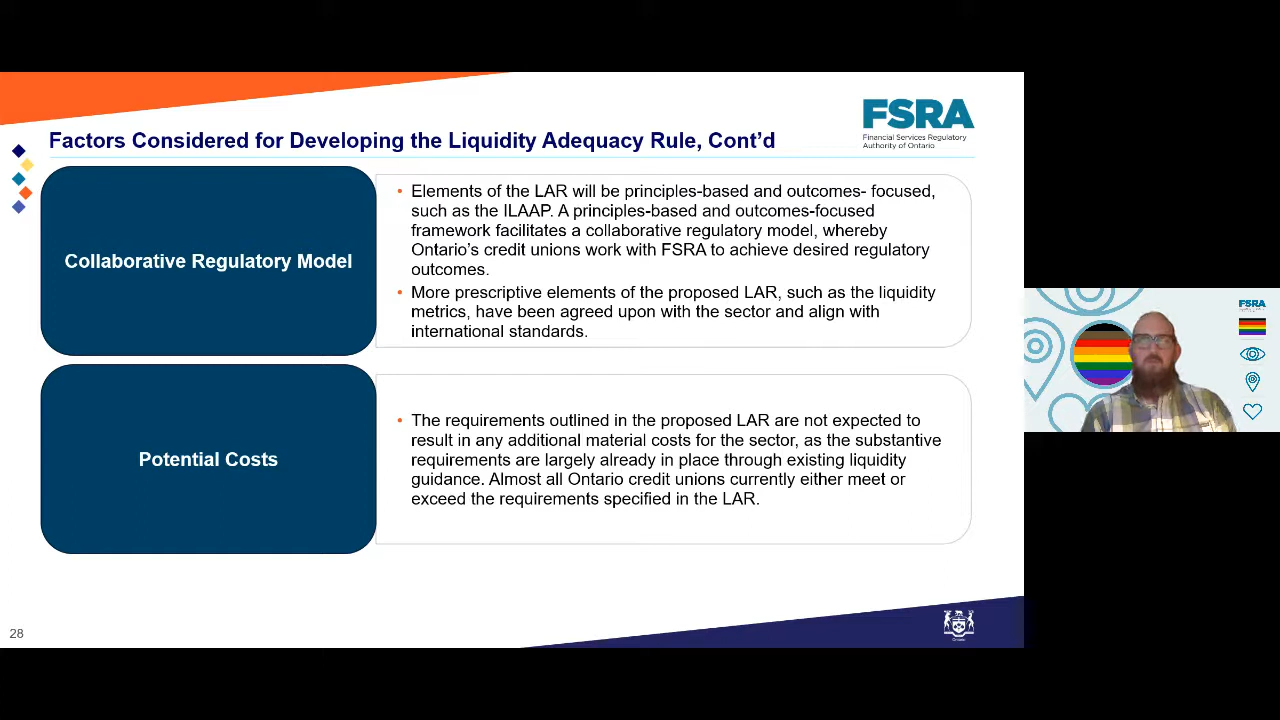 Factors Considered for Developing the Liquidity Adequacy Rule, Cont'd
FSRA
Financial Services Regulatory
Authority of Ontario
Collaborative Regulatory Model
• Elements of the LAR will be principles-based and outcomes- focused,
such as the ILAAP. A principles-based and outcomes-focused
framework facilitates a collaborative regulatory model, whereby
Ontario's credit unions work with FSRA to achieve desired regulatory
outcomes.
• More prescriptive elements of the proposed LAR, such as the liquidity
metrics, have been agreed upon with the sector and align with
international standards.
Potential Costs
• The requirements outlined in the proposed LAR are not expected to
result in any additional material costs for the sector, as the substantive
requirements are largely already in place through existing liquidity
guidance. Almost all Ontario credit unions currently either meet or
exceed the requirements specified in the LAR.
28
Ontario
FSRA